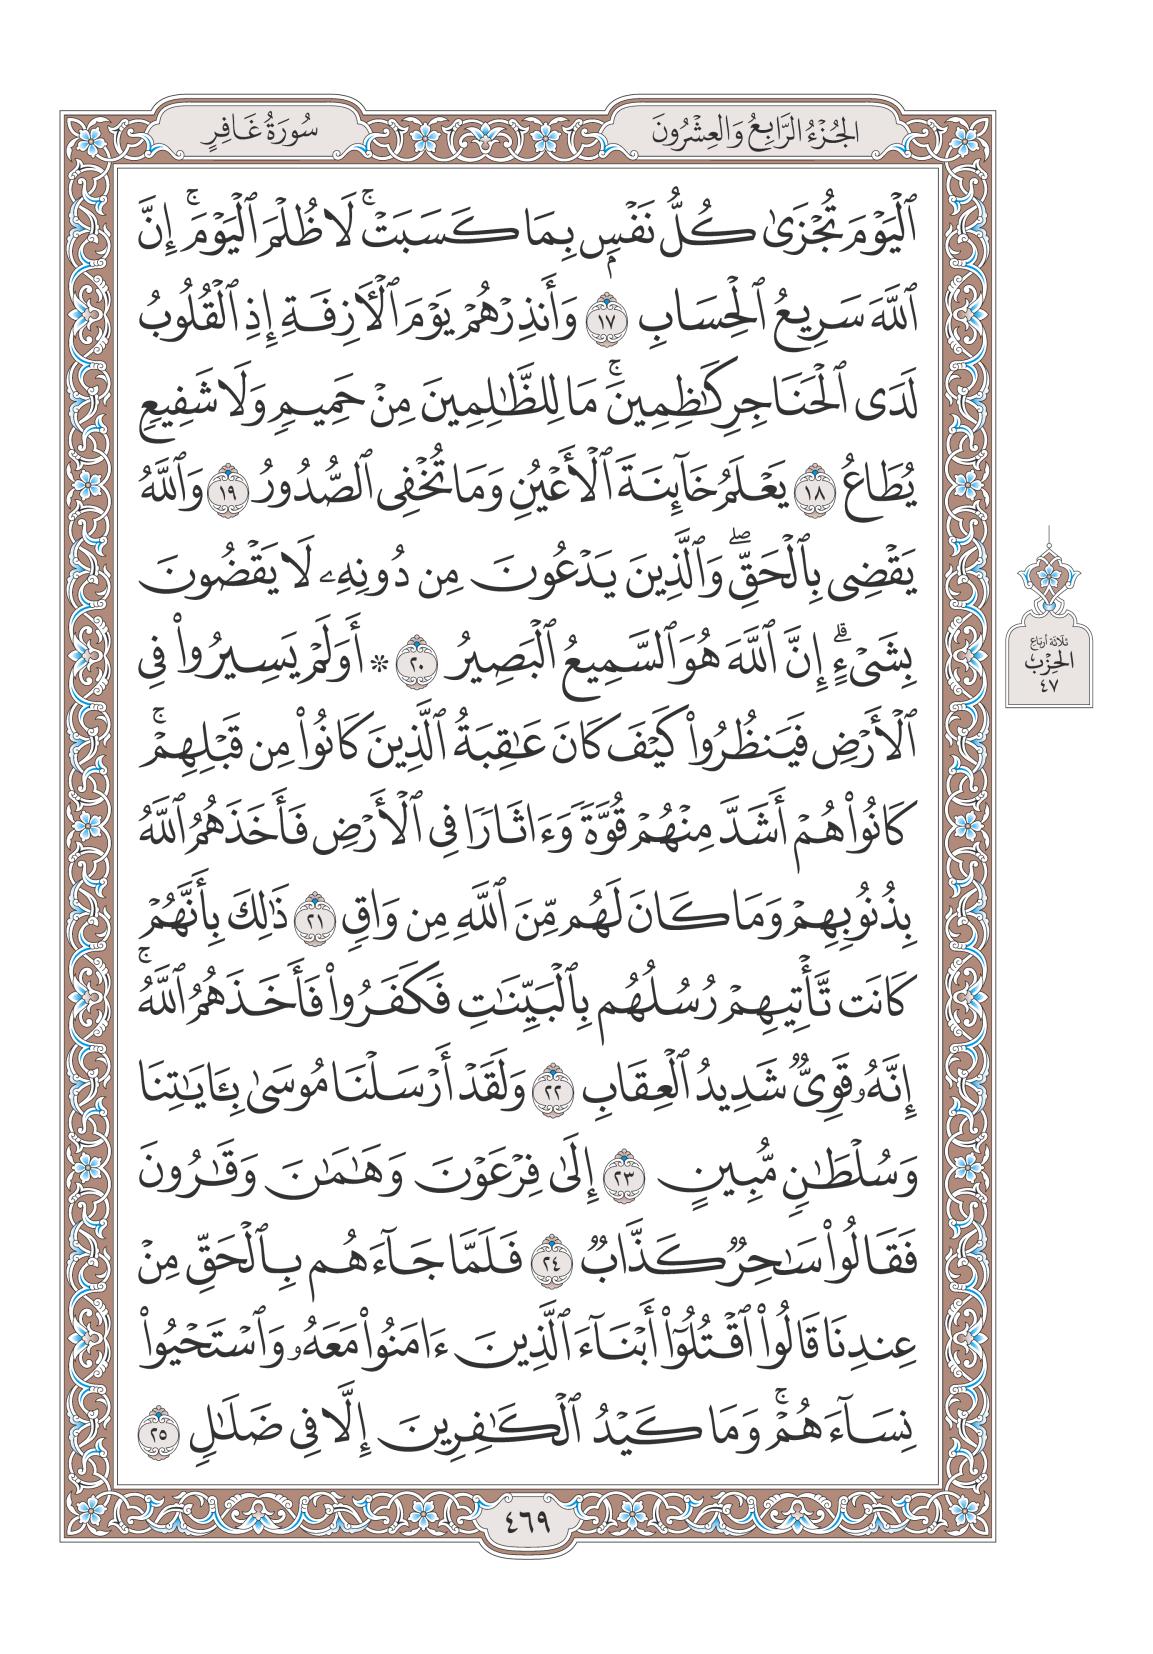 الجُزْءُ الرَّابِعُ وَالعِشْرُونَ
سُورَةُ غَافِرٍ
ٱلۡيَوۡمَ تُجۡزَىٰ كُلُّ نَفۡسِۭ بِمَا كَسَبَتۡۚ لَا ظُلۡمَ ٱلۡيَوۡمَۚ إِنَّ
ٱللَّهَ سَرِيعُ ٱلۡحِسَابِ ١٧ وَأَنذِرۡهُمۡ يَوۡمَ ٱلۡأٓزِفَةِ إِذِ ٱلۡقُلُوبُ
لَدَى ٱلۡحَنَاجِرِ كَٰظِمِينَۚ مَا لِلظَّٰلِمِينَ مِنۡ حَمِيمٖ وَلَا شَفِيعٖ
يُطَاعُ ١٨ يَعۡلَمُ خَآئِنَةَ ٱلۡأَعۡيُنِ وَمَا تُخۡفِي ٱلصُّدُورُ ١٩ وَٱللَّهُ
يَقۡضِي بِٱلۡحَقِّۖ وَٱلَّذِينَ يَدۡعُونَ مِن دُونِهِۦ لَا يَقۡضُونَ
بِشَيۡءٍۗ إِنَّ ٱللَّهَ هُوَ ٱلسَّمِيعُ ٱلۡبَصِيرُ ٢٠ ۞ أَوَلَمۡ يَسِيرُواْ فِي
ٱلۡأَرۡضِ فَيَنظُرُواْ كَيۡفَ كَانَ عَٰقِبَةُ ٱلَّذِينَ كَانُواْ مِن قَبۡلِهِمۡۚ
كَانُواْ هُمۡ أَشَدَّ مِنۡهُمۡ قُوَّةٗ وَءَاثَارٗا فِي ٱلۡأَرۡضِ فَأَخَذَهُمُ ٱللَّهُ
بِذُنُوبِهِمۡ وَمَا كَانَ لَهُم مِّنَ ٱللَّهِ مِن وَاقٖ ٢١ ذَٰلِكَ بِأَنَّهُمۡ
كَانَت تَّأۡتِيهِمۡ رُسُلُهُم بِٱلۡبَيِّنَٰتِ فَكَفَرُواْ فَأَخَذَهُمُ ٱللَّهُۚ
إِنَّهُۥ قَوِيّٞ شَدِيدُ ٱلۡعِقَابِ ٢٢ وَلَقَدۡ أَرۡسَلۡنَا مُوسَىٰ بِـَٔايَٰتِنَا
وَسُلۡطَٰنٖ مُّبِينٍ ٢٣ إِلَىٰ فِرۡعَوۡنَ وَهَٰمَٰنَ وَقَٰرُونَ
فَقَالُواْ سَٰحِرٞ كَذَّابٞ ٢٤ فَلَمَّا جَآءَهُم بِٱلۡحَقِّ مِنۡ
عِندِنَا قَالُواْ ٱقۡتُلُوٓاْ أَبۡنَآءَ ٱلَّذِينَ ءَامَنُواْ مَعَهُۥ وَٱسۡتَحۡيُواْ
نِسَآءَهُمۡۚ وَمَا كَيۡدُ ٱلۡكَٰفِرِينَ إِلَّا فِي ضَلَٰلٖ ٢٥
ثلاثة أرباع
الحِزْب
٤٧
٤٦٩